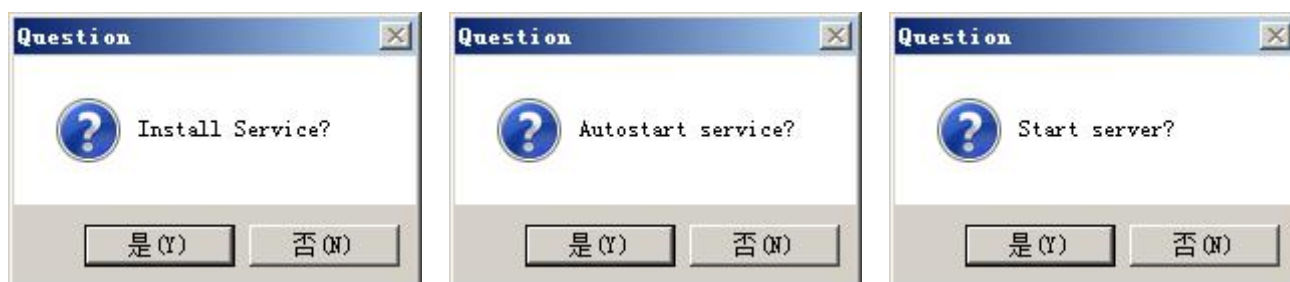 Question
Install Service?
是(Y)
否(N)
Question
Autostart service?
是(Y)
否(N)
Question
Start server?
是(Y)
否(N)